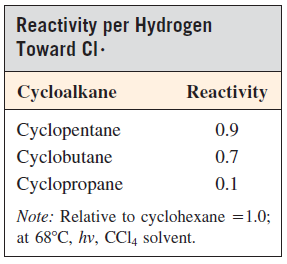 Reactivity per Hydrogen
Toward Cl·
Cycloalkane Reactivity
Cyclopentane 0.9
Cyclobutane 0.7
Cyclopropane 0.1
Note: Relative to cyclohexane =1.0;
at 68°C, hν, CCl₄ solvent.